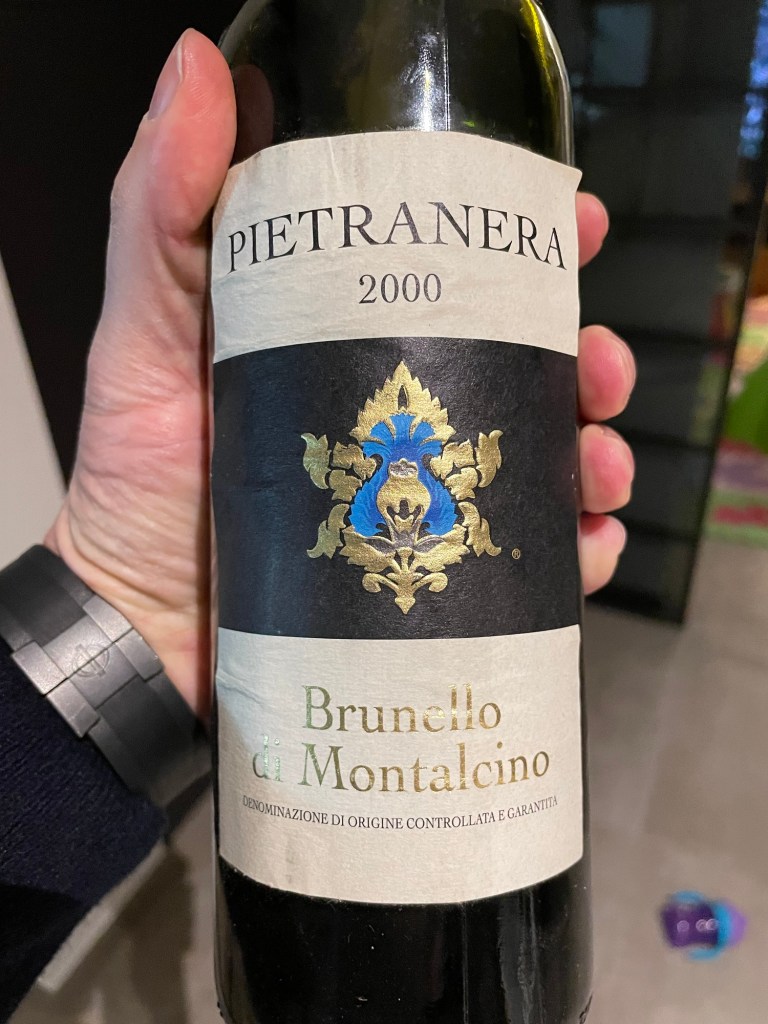 PIETRANERA
2000
®
Brunello
di Montalcino
DENOMINAZIONE DI ORIGINE CONTROLLATA E GARANTITA